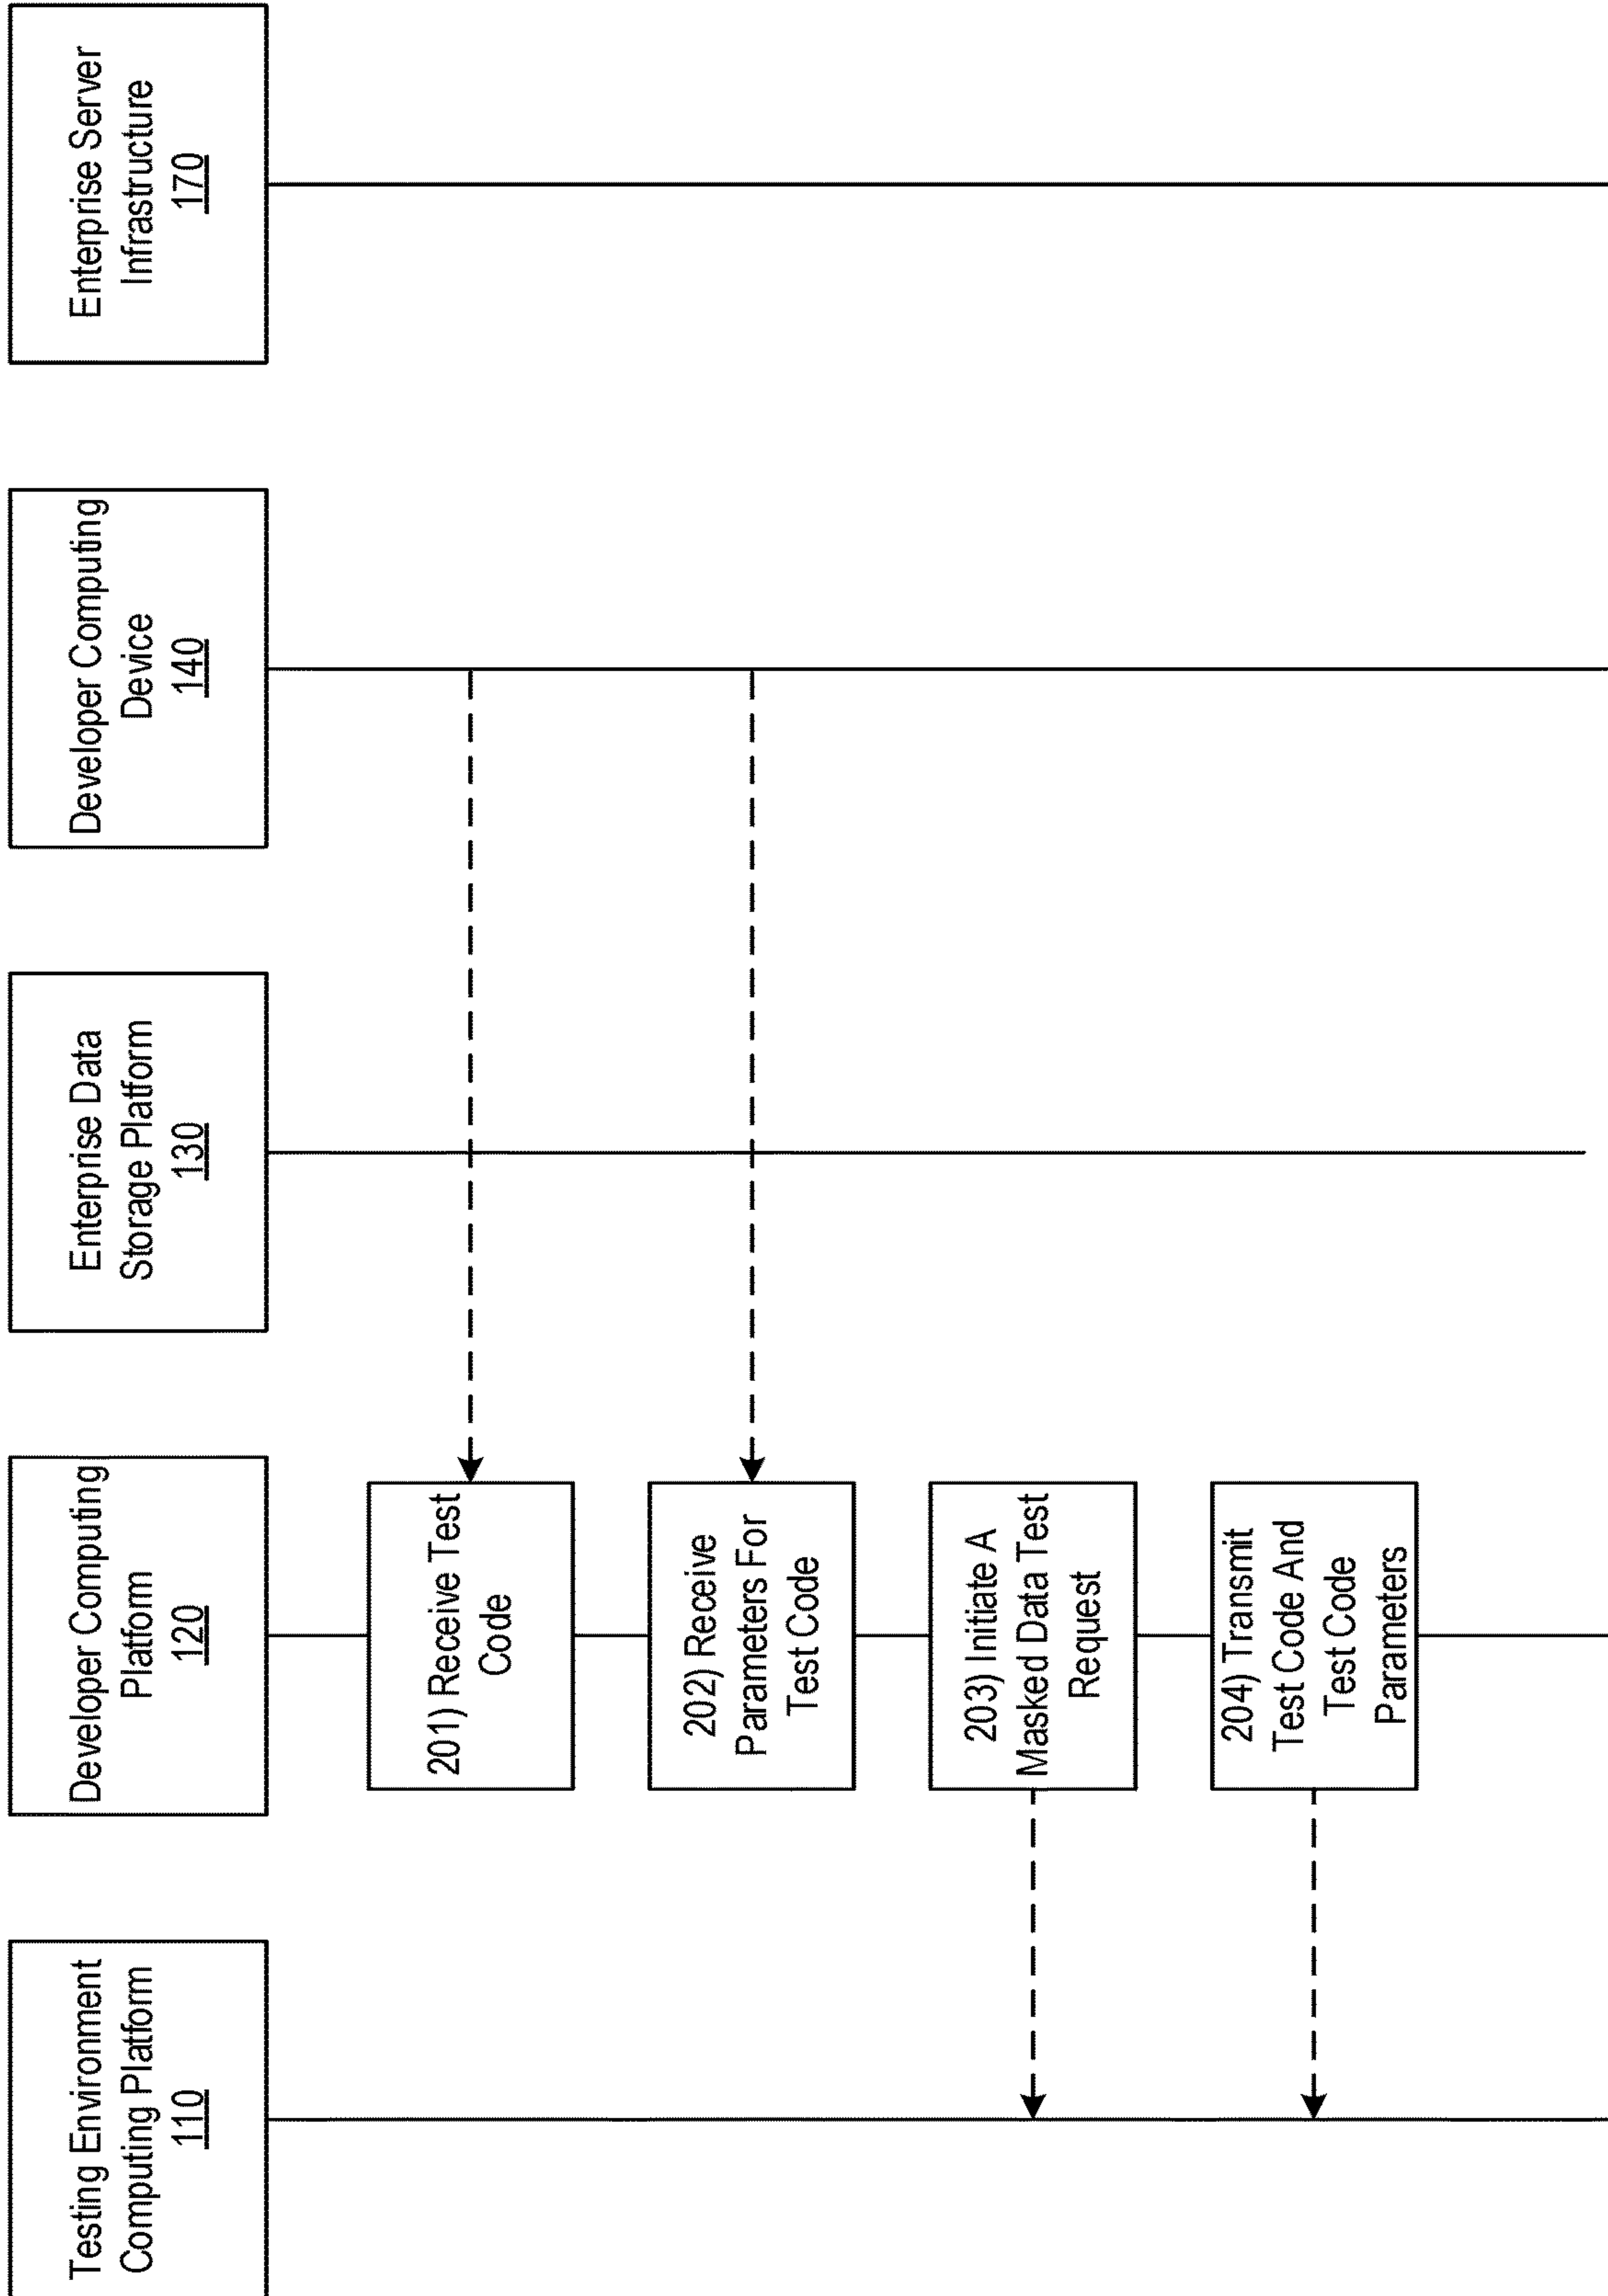 Testing Environment
Computing Platform
110
Developer Computing
Platform
120
Enterprise Data
Storage Platform
130
Developer Computing
Device
140
Enterprise Server
Infrastructure
170
201) Receive Test
Code
202) Receive
Parameters For
Test Code
203) Initiate A
Masked Data Test
Request
204) Transmit
Test Code And
Test Code
Parameters